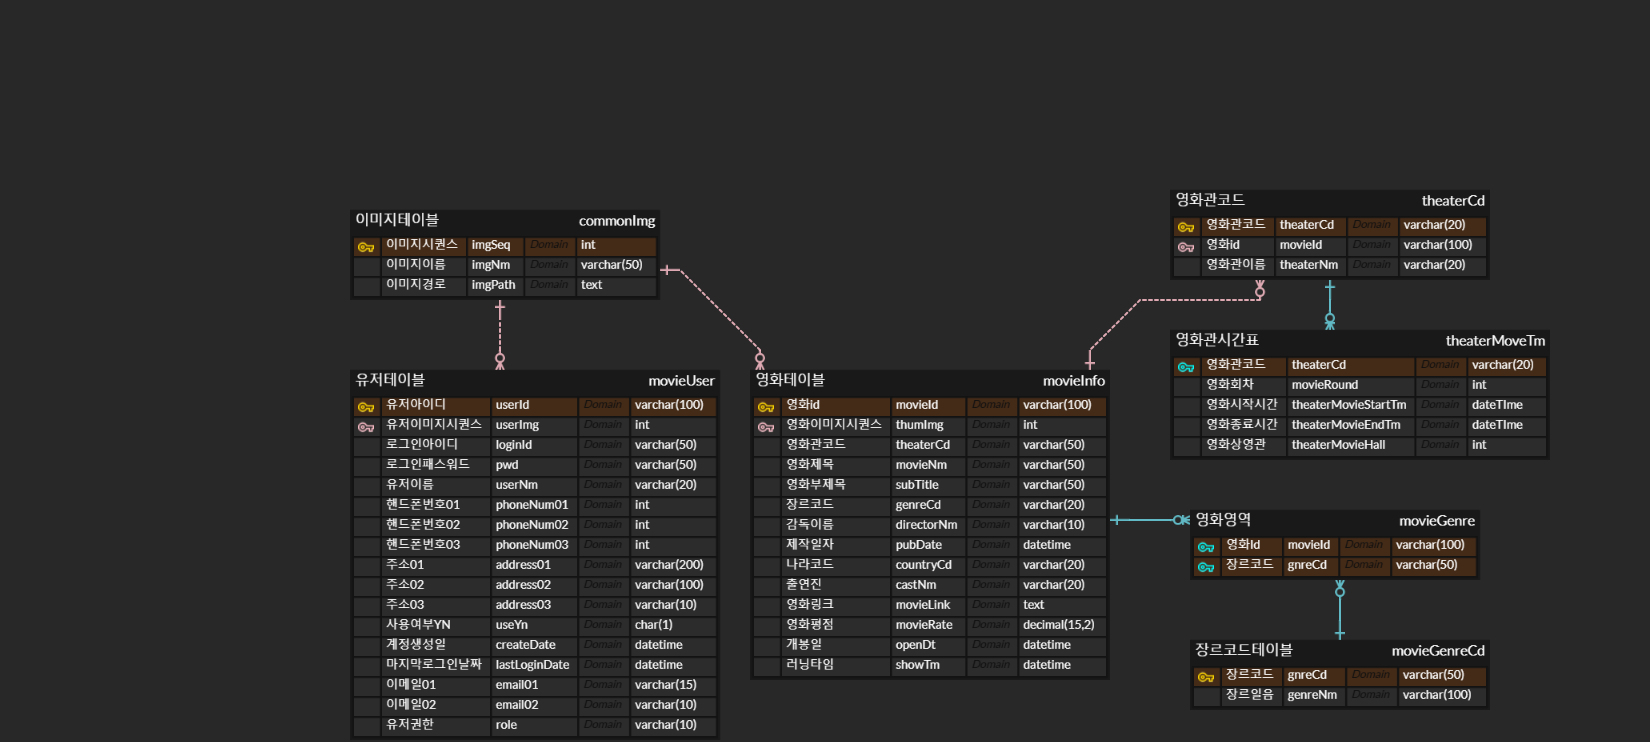 이미지테이블 commonImg
이미지시퀀스 imgSeq Domain int
이미지이름 imgNm Domain varchar(50)
이미지경로 imgPath Domain text
유저테이블 movieUser
유저아이디 userId Domain varchar(100)
유저이미지시퀀스 userImg Domain int
로그인아이디 loginId Domain varchar(50)
로그인패스워드 pwd Domain varchar(50)
유저이름 userNm Domain varchar(20)
핸드폰번호01 phoneNum01 Domain int
핸드폰번호02 phoneNum02 Domain int
핸드폰번호03 phoneNum03 Domain int
주소01 address01 Domain varchar(200)
주소02 address02 Domain varchar(100)
주소03 address03 Domain varchar(10)
사용여부YN useYn Domain char(1)
계정생성일 createDate Domain datetime
마지막로그인날짜 lastLoginDate Domain datetime
이메일01 email01 Domain varchar(15)
이메일02 email02 Domain varchar(10)
유저권한 role Domain varchar(10)
영화테이블 movieInfo
영화id movieId Domain varchar(100)
영화이미지시퀀스 thumImg Domain int
영화관코드 theaterCd Domain varchar(50)
영화제목 movieNm Domain varchar(50)
영화부제목 subTitle Domain varchar(50)
장르코드 genreCd Domain varchar(20)
감독이름 directorNm Domain varchar(10)
제작일자 pubDate Domain datetime
나라코드 countryCd Domain varchar(20)
출연진 castNm Domain varchar(20)
영화링크 movieLink Domain text
영화평점 movieRate Domain decimal(15,2)
개봉일 openDt Domain datetime
러닝타임 showTm Domain datetime
영화관코드 theaterCd
영화관코드 theaterCd Domain varchar(20)
영화id movieId Domain varchar(100)
영화관이름 theaterNm Domain varchar(20)
영화관시간표 theaterMoveTm
영화관코드 theaterCd Domain varchar(20)
영화회차 movieRound Domain int
영화시작시간 theaterMovieStartTm Domain dateTIme
영화종료시간 theaterMovieEndTm Domain dateTIme
영화상영관 theaterMovieHall Domain int
영화영역 movieGenre
영화Id movieId Domain varchar(100)
장르코드 gnreCd Domain varchar(50)
장르코드테이블 movieGenreCd
장르코드 gnreCd Domain varchar(50)
장르일음 genreNm Domain varchar(100)